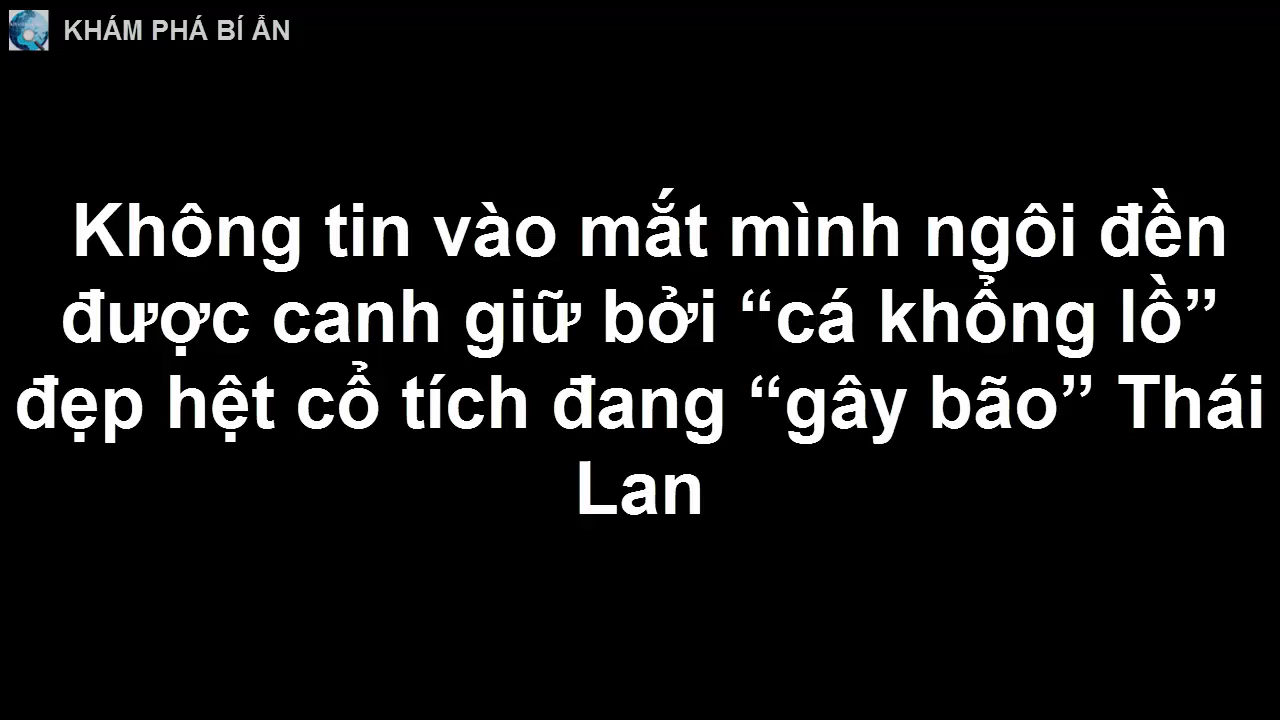 KHÁM PHÁ BÍ ẨN
Không tin vào mắt mình ngôi đền
được canh giữ bởi “cá khổng lồ”
đẹp hệt cổ tích đang “gây bão” Thái
Lan